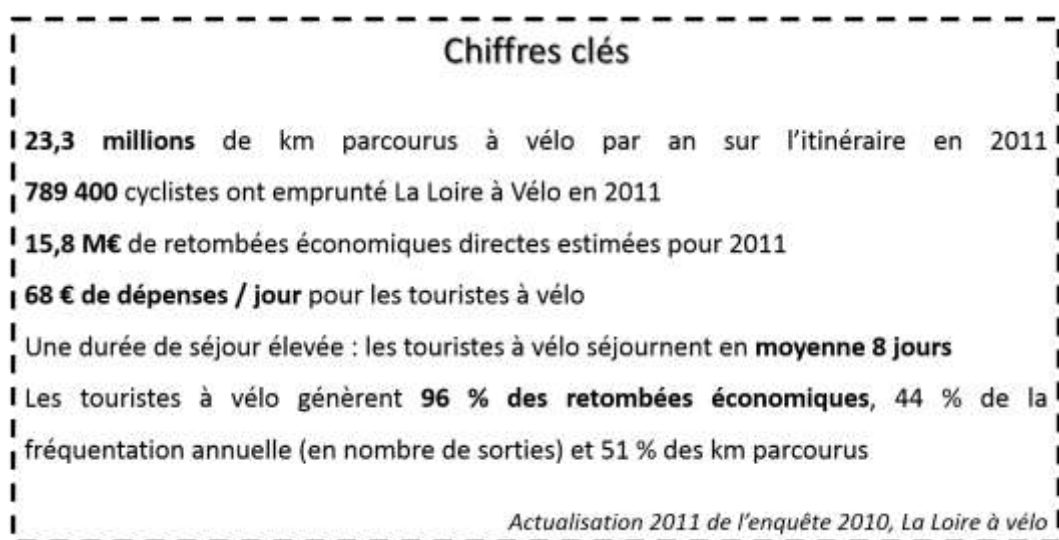 Chiffres clés
23,3 millions de km parcourus à vélo par an sur l’itinéraire en 2011
789 400 cyclistes ont emprunté La Loire à Vélo en 2011
15,8 M€ de retombées économiques directes estimées pour 2011
68 € de dépenses / jour pour les touristes à vélo
Une durée de séjour élevée : les touristes à vélo séjournent en moyenne 8 jours
Les touristes à vélo génèrent 96 % des retombées économiques, 44 % de la
fréquentation annuelle (en nombre de sorties) et 51 % des km parcourus
Actualisation 2011 de l’enquête 2010, La Loire à vélo